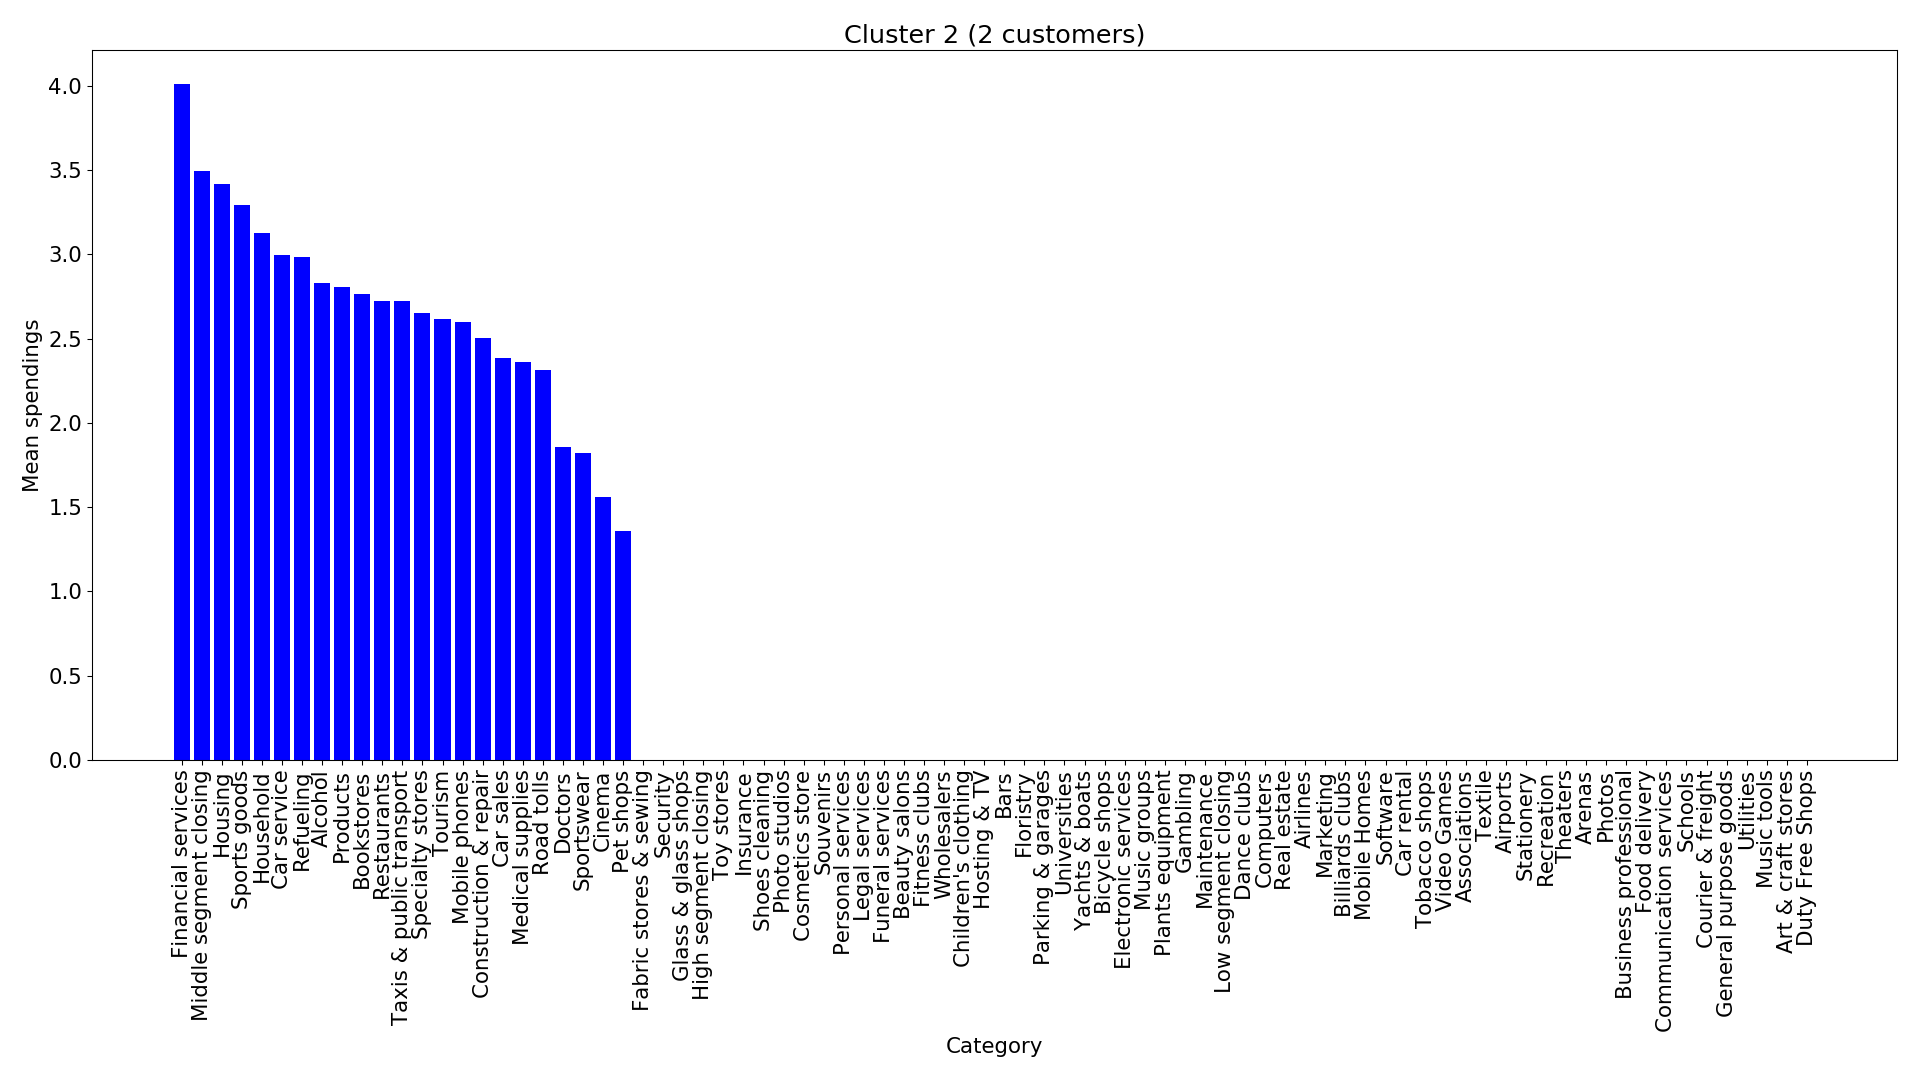 Cluster 2 (2 customers)
Mean spendings
4.0
3.5
3.0
2.5
2.0
1.5
1.0
0.5
0.0
Financial services
Middle segment closing
Housing
Sports goods
Household
Car service
Refueling
Alcohol
Products
Bookstores
Restaurants
Taxis & public transport
Specialty stores
Tourism
Mobile phones
Construction & repair
Car sales
Medical supplies
Road tolls
Doctors
Sportswear
Cinema
Pet shops
Fabric stores & sewing
Security
Glass & glass shops
High segment closing
Toy stores
Insurance
Shoes cleaning
Photo studios
Cosmetics store
Souvenirs
Personal services
Legal services
Funeral services
Beauty salons
Fitness clubs
Wholesalers
Children's clothing
Hosting & TV
Bars
Floristry
Parking & garages
Universities
Yachts & boats
Bicycle shops
Electronic services
Music groups
Plants equipment
Gambling
Maintenance
Low segment closing
Dance clubs
Computers
Real estate
Airlines
Marketing
Billiards clubs
Mobile Homes
Software
Car rental
Tobacco shops
Video Games
Associations
Textile
Airports
Stationery
Recreation
Theaters
Arenas
Photos
Business professional
Food delivery
Communication services
Schools
Courier & freight
General purpose goods
Utilities
Music tools
Art & craft stores
Duty Free Shops
Category